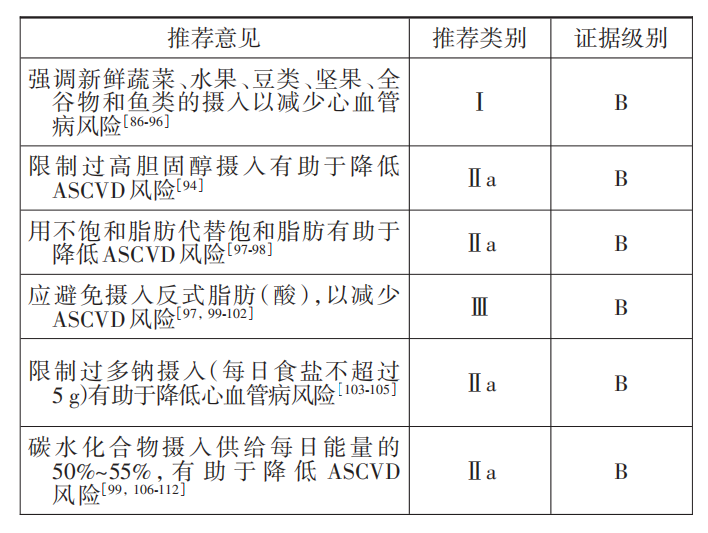 推荐意见 推荐类别 证据级别
强调新鲜蔬菜、水果、豆类、坚果、全
谷物和鱼类的摄入以减少心血管
病风险[86-96] Ⅰ B
限制过高胆固醇摄入有助于降低
ASCVD风险[94] Ⅱa B
用不饱和脂肪代替饱和脂肪有助于
降低ASCVD风险[97-98] Ⅱa B
应避免摄入反式脂肪(酸),以减少
ASCVD风险[97, 99-102] Ⅲ B
限制过多钠摄入(每日食盐不超过
5 g)有助于降低心血管病风险[103-105] Ⅱa B
碳水化合物摄入供给每日能量的
50%~55%,有助于降低 ASCVD
风险[99, 106-112] Ⅱa B